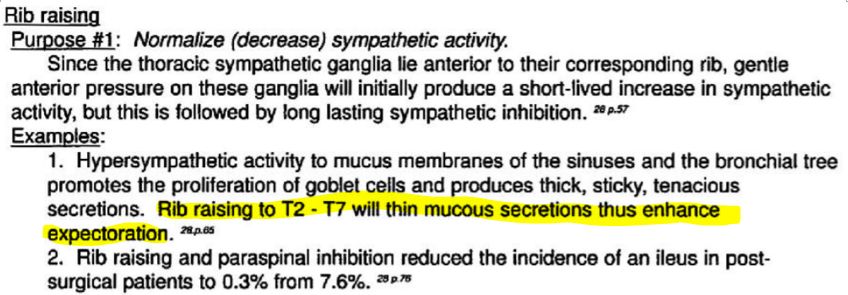 Rib raising
Purpose #1: Normalize (decrease) sympathetic activity.
Since the thoracic sympathetic ganglia lie anterior to their corresponding rib, gentle
anterior pressure on these ganglia will initially produce a short-lived increase in sympathetic
activity, but this is followed by long lasting sympathetic inhibition. 28 p.57
Examples:
1. Hypersympathetic activity to mucus membranes of the sinuses and the bronchial tree
promotes the proliferation of goblet cells and produces thick, sticky, tenacious
secretions. Rib raising to T2 - T7 will thin mucous secretions thus enhance
expectoration. 28,p.65
2. Rib raising and paraspinal inhibition reduced the incidence of an ileus in post-
surgical patients to 0.3% from 7.6%. 28 p.76